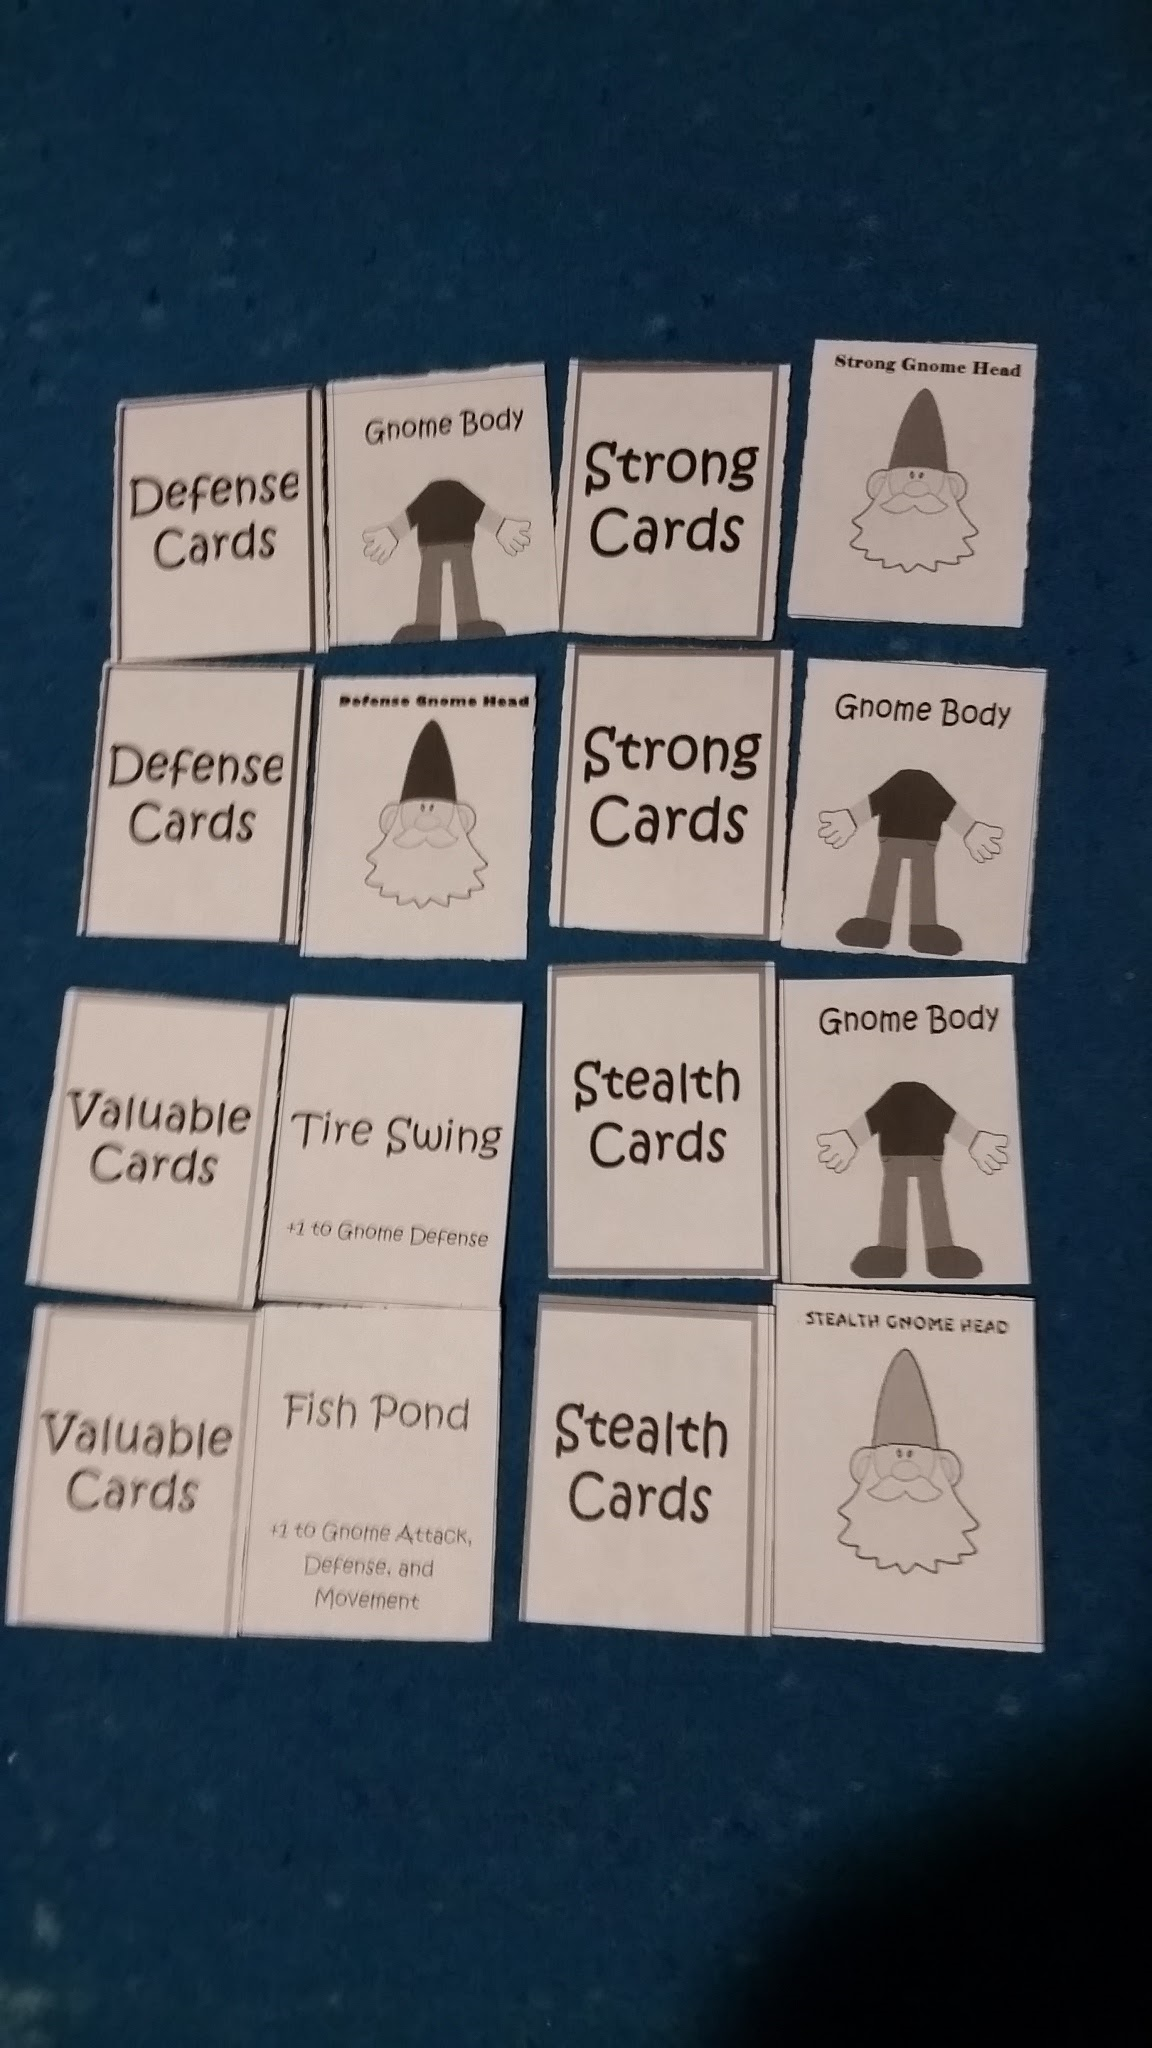 Defense
Cards
Gnome Body
Strong
Cards
Strong Gnome Head
Defense
Cards
Defense Gnome Head
Strong
Cards
Gnome Body
Valuable
Cards
Tire Swing
+1 to Gnome Defense
Stealth
Cards
Gnome Body
Valuable
Cards
Fish Pond
+1 to Gnome Attack,
Defense, and
Movement
Stealth
Cards
STEALTH GNOME HEAD